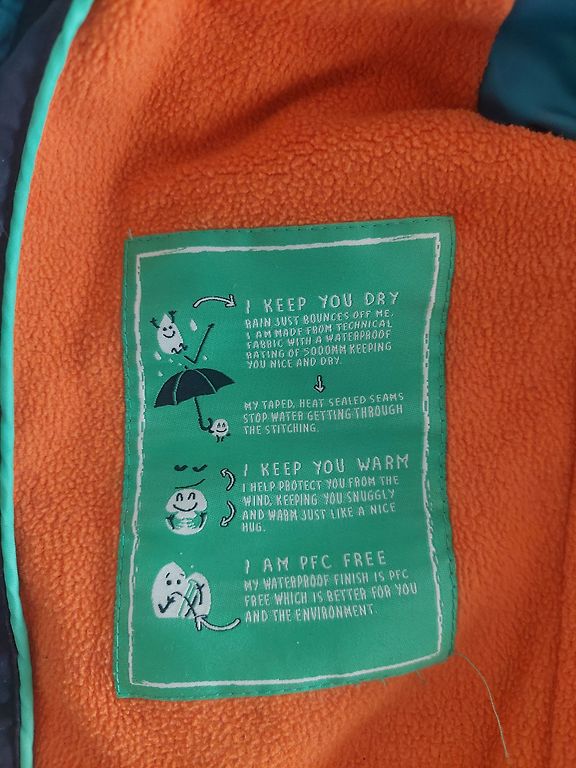 I KEEP YOU DRY
RAIN JUST BOUNCES OFF ME.
I AM MADE FROM TECHNICAL
FABRIC WITH A WATERPROOF
RATING OF 5000MM KEEPING
YOU NICE AND DRY.
MY TAPED, HEAT SEALED SEAMS
STOP WATER GETTING THROUGH
THE STITCHING.
I KEEP YOU WARM
I HELP PROTECT YOU FROM THE
WIND, KEEPING YOU SNUGGLY
AND WARM JUST LIKE A NICE
HUG.
I AM PFC FREE
MY WATERPROOF FINISH IS PFC
FREE WHICH IS BETTER FOR YOU
AND THE ENVIRONMENT.